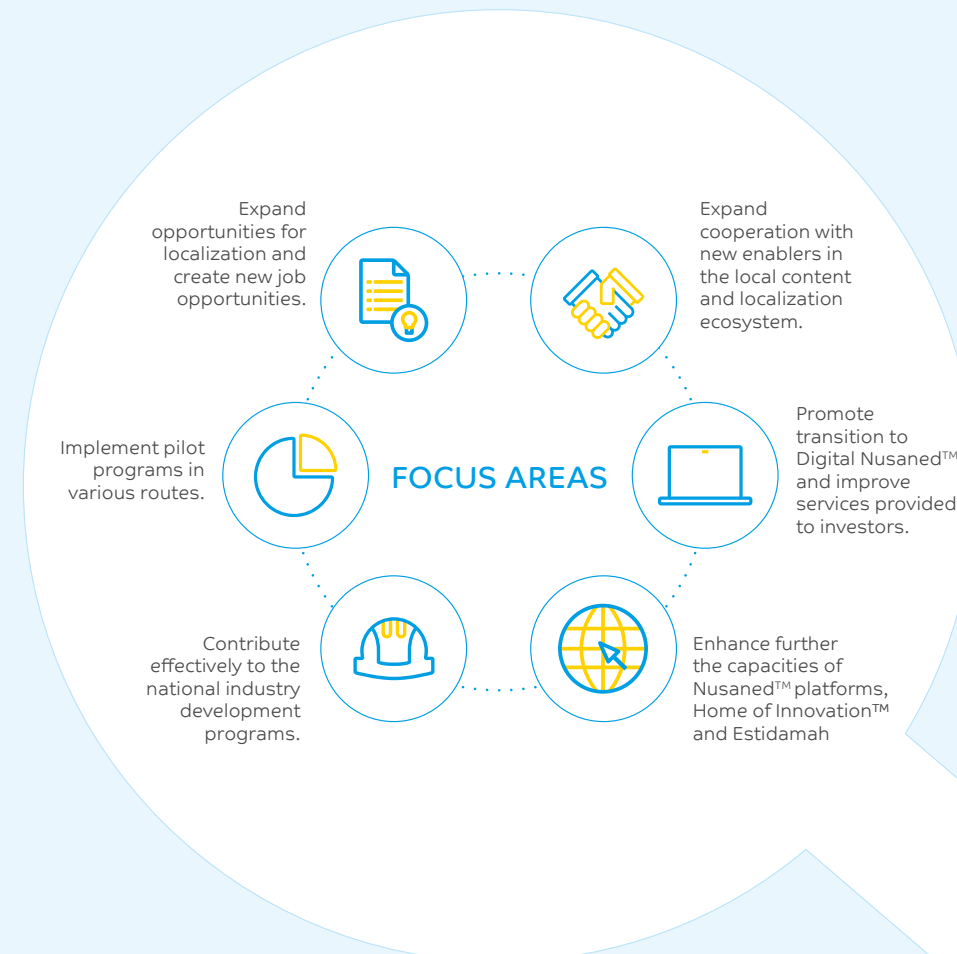 Expand
opportunities for
localization and
create new job
opportunities.
Expand
cooperation with
new enablers in
the local content
and localization
ecosystem.
Implement pilot
programs in
various routes.
FOCUS AREAS
Promote
transition to
Digital Nusaned™
and improve
services provided
to investors.
Contribute
effectively to the
national industry
development
programs.
Enhance further
the capacities of
Nusaned™ platforms,
Home of Innovation™
and Estidamah